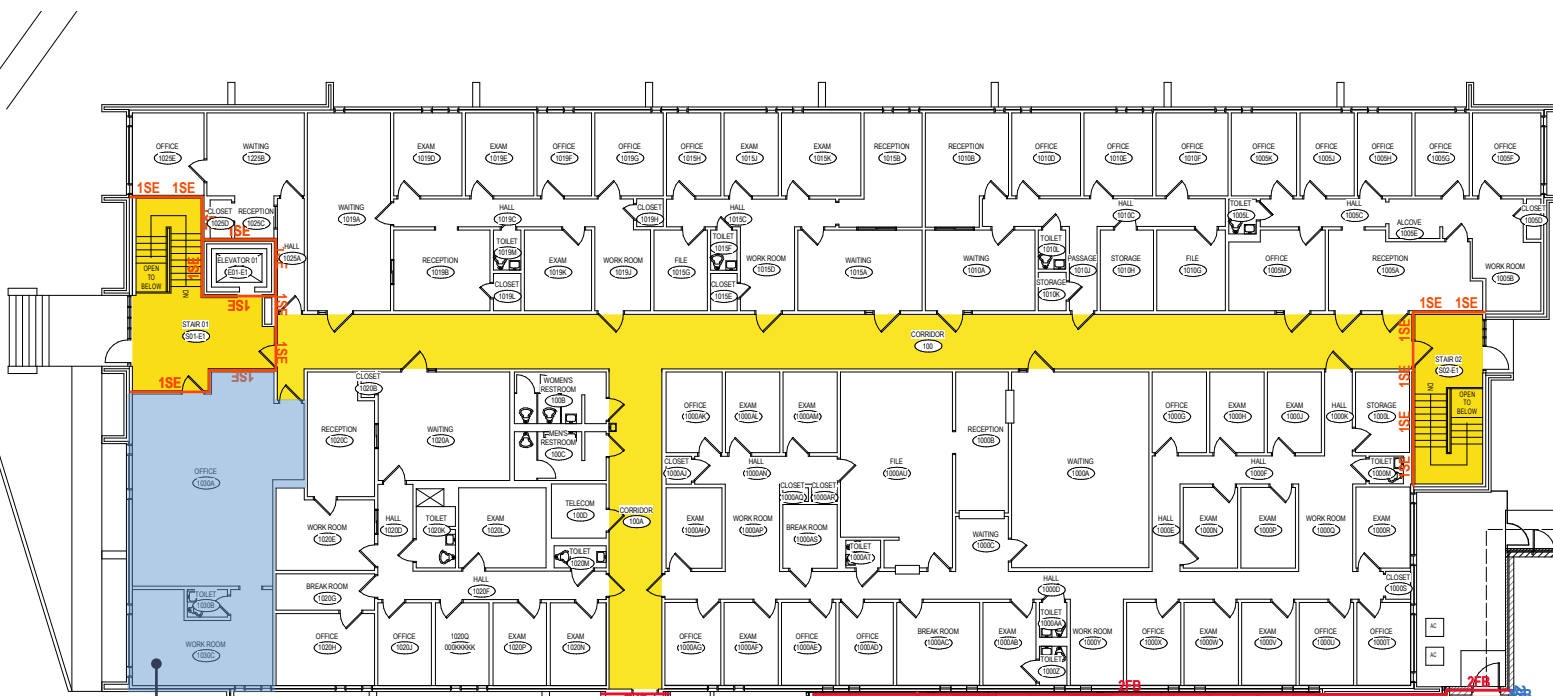 OFFICE
1025E
WAITING
1225B
EXAM
1019D
EXAM
1019E
OFFICE
1019F
OFFICE
1019G
OFFICE
1015H
EXAM
1015J
EXAM
1015K
RECEPTION
1015B
RECEPTION
1010B
OFFICE
1010D
OFFICE
1010E
OFFICE
1010F
OFFICE
1005K
OFFICE
1005J
OFFICE
1005H
OFFICE
1005G
OFFICE
1005F
1SE
1SE
CLOSET
1025D
RECEPTION
1025C
WAITING
1019A
HALL
1019C
CLOSET
1019H
HALL
1015C
HALL
1010C
TOILET
1005L
HALL
1005C
ALCOVE
1005E
CLOSET
1005D
1SE
HALL
1025A
ELEVATOR 01
E01-E1
OPEN
TO
BELOW
DN
1SE
1SE
1SE
RECEPTION
1019B
TOILET
1019M
CLOSET
1019L
EXAM
1019K
WORK ROOM
1019J
FILE
1015G
TOILET
1015F
CLOSET
1015E
WORK ROOM
1015D
WAITING
1015A
WAITING
1010A
TOILET
1010L
STORAGE
1010K
PASSAGE
1010J
STORAGE
1010H
FILE
1010G
OFFICE
1005M
RECEPTION
1005A
WORK ROOM
1005B
STAIR 01
S01-E1
1SE
1SE
1SE
CORRIDOR
100
1SE
1SE
1SE
1SE
1SE
1SE
STAIR 02
S02-E1
DN
OPEN
TO
BELOW
CLOSET
1020B
RECEPTION
1020C
WAITING
1020A
WOMEN'S
RESTROOM
100B
MEN'S
RESTROOM
100C
OFFICE
1000AK
EXAM
1000AL
EXAM
1000AM
RECEPTION
1000B
WAITING
1000A
OFFICE
1000G
EXAM
1000H
EXAM
1000J
HALL
1000K
STORAGE
1000L
OFFICE
1030A
CLOSET
1000AJ
HALL
1000AN
FILE
1000AU
HALL
1000F
TOILET
1000M
CLOSET
1000AQ
CLOSET
1000AR
WORK ROOM
1020E
HALL
1020D
TOILET
1020K
EXAM
1020L
TELECOM
100D
CORRIDOR
100A
EXAM
1000AH
WORK ROOM
1000AP
BREAK ROOM
1000AS
TOILET
1000AT
WAITING
1000C
HALL
1000E
EXAM
1000N
EXAM
1000P
WORK ROOM
1000Q
EXAM
1000R
TOILET
1020M
BREAK ROOM
1020G
HALL
1020F
HALL
1000D
CLOSET
1000S
TOILET
1030B
WORK ROOM
1030C
OFFICE
1020H
OFFICE
1020J
1020Q
000KKKKK
EXAM
1020P
EXAM
1020N
OFFICE
1000AG
EXAM
1000AF
OFFICE
1000AE
OFFICE
1000AD
BREAK ROOM
1000AC
EXAM
1000AB
TOILET
1000AA
TOILET
1000Z
WORK ROOM
1000Y
OFFICE
1000X
EXAM
1000W
EXAM
1000V
OFFICE
1000U
OFFICE
1000T
AC
AC
2FB
2FB